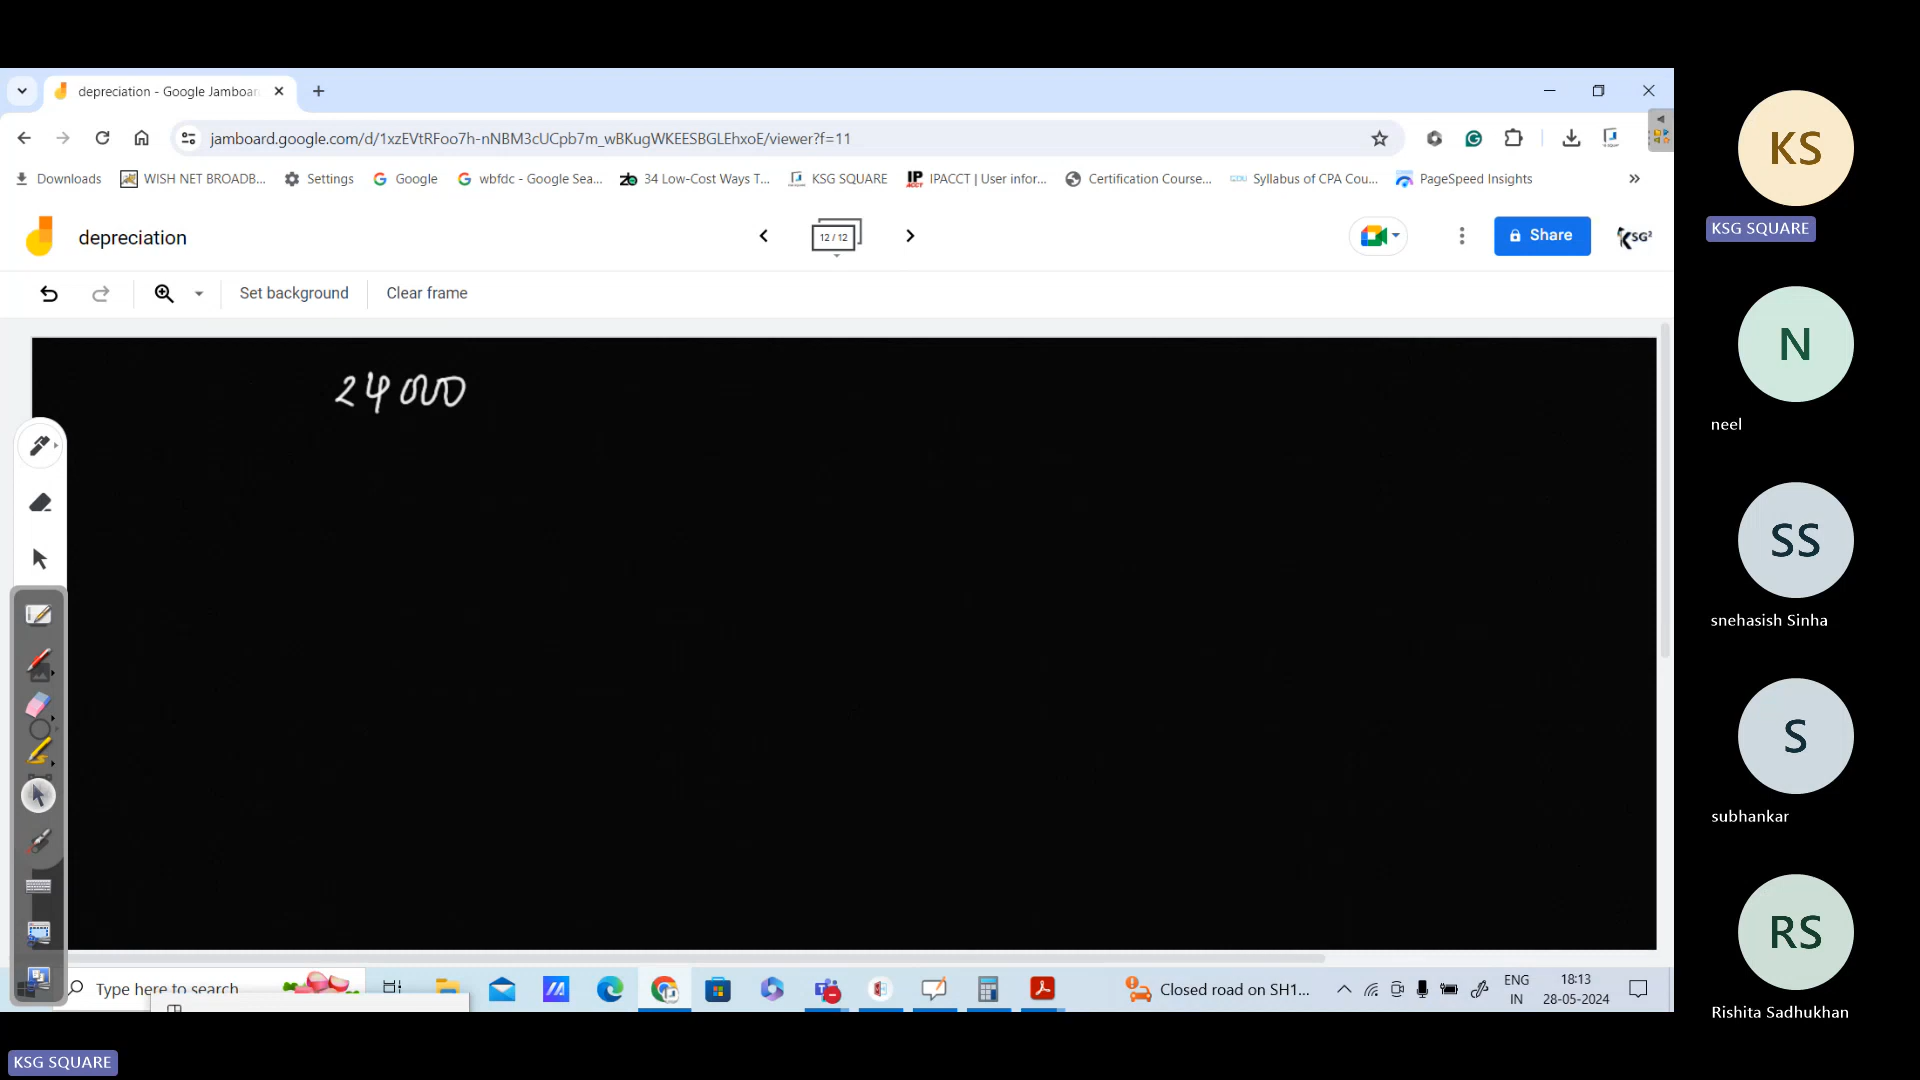 depreciation - Google Jamboar
jamboard.google.com/d/1xzEVtRFoo7h-nNBM3cUCpb7m_wBKugWKEESBGLEhxoE/viewer?f=11
Downloads WISH NET BROADB... Settings Google wbfdc - Google Sea... 34 Low-Cost Ways T... KSG SQUARE IPACCT | User infor... Certification Course... Syllabus of CPA Cou... PageSpeed Insights
depreciation 12 / 12 Share KSG²
Set background Clear frame
24000
Type here to search Closed road on SH1... ENG IN 18:13 28-05-2024
KS
KSG SQUARE
N
neel
SS
snehasish Sinha
S
subhankar
RS
Rishita Sadhukhan
KSG SQUARE